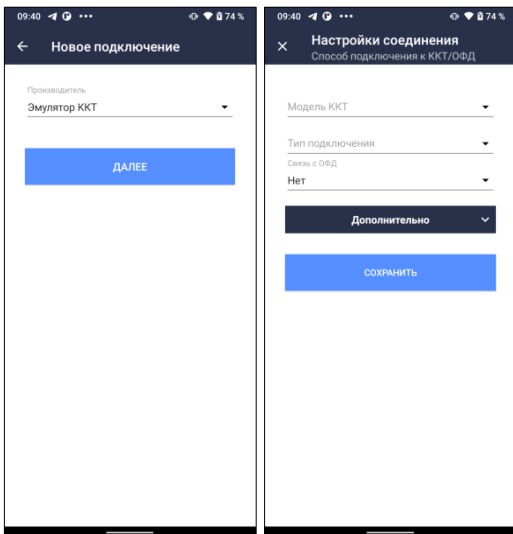 09:40 ··· 74 %
Новое подключение
Производитель
Эмулятор ККТ
ДАЛЕЕ
09:40 ··· 74 %
Настройки соединения
Способ подключения к ККТ/ОФД
Модель ККТ
Тип подключения
Связь с ОФД
Нет
Дополнительно
СОХРАНИТЬ